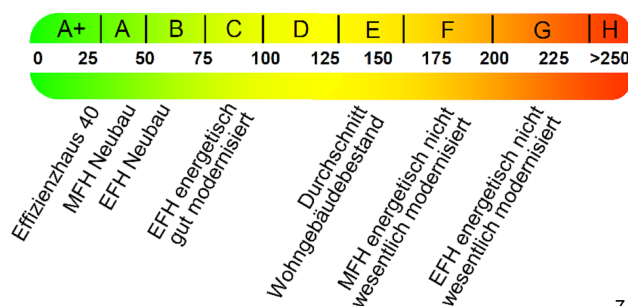 A+ A B C D E F G H
0 25 50 75 100 125 150 175 200 225 >250
Effizienzhaus 40
MFH Neubau
EFH Neubau
EFH energetisch
gut modernisiert
Durchschnitt
Wohngebäudebestand
MFH energetisch nicht
wesentlich modernisiert
EFH energetisch nicht
wesentlich modernisiert